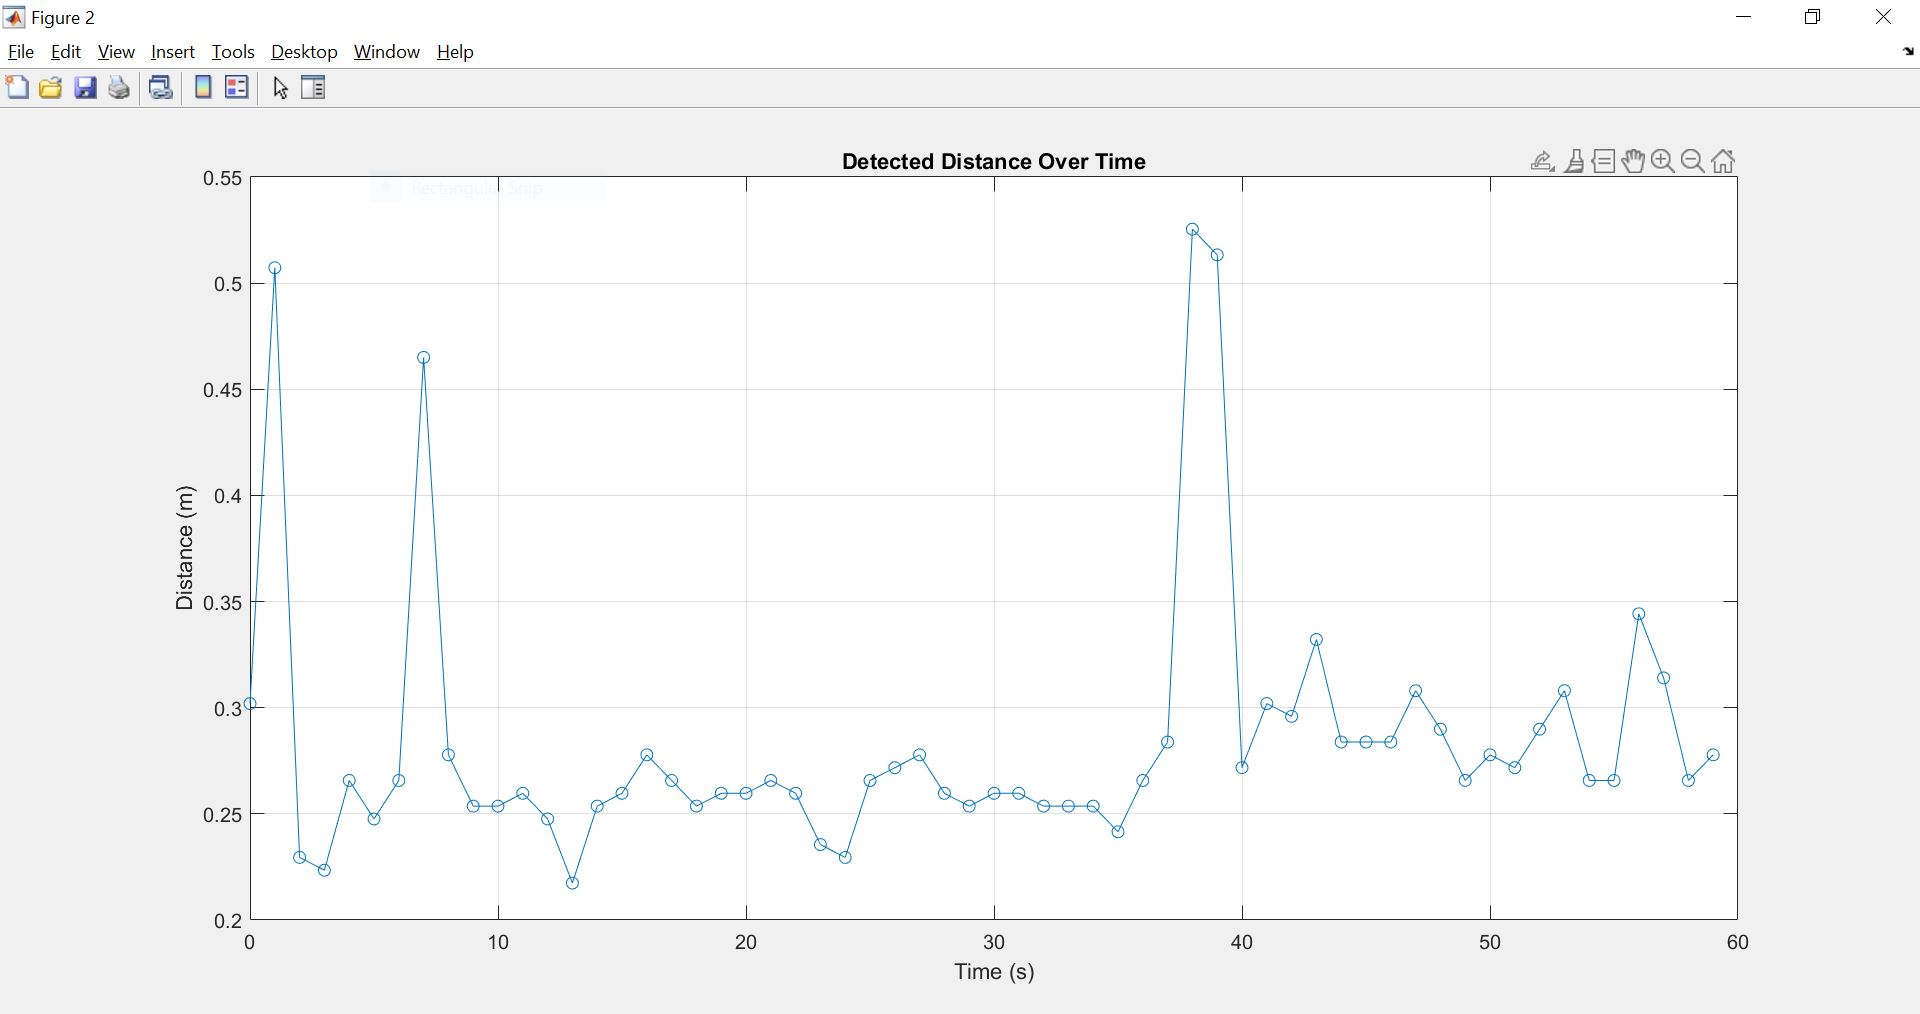 Figure 2
File Edit View Insert Tools Desktop Window Help
Detected Distance Over Time
Rectangular Snip
0.55
0.5
0.45
0.4
0.35
0.3
0.25
0.2
Distance (m)
0 10 20 30 40 50 60
Time (s)